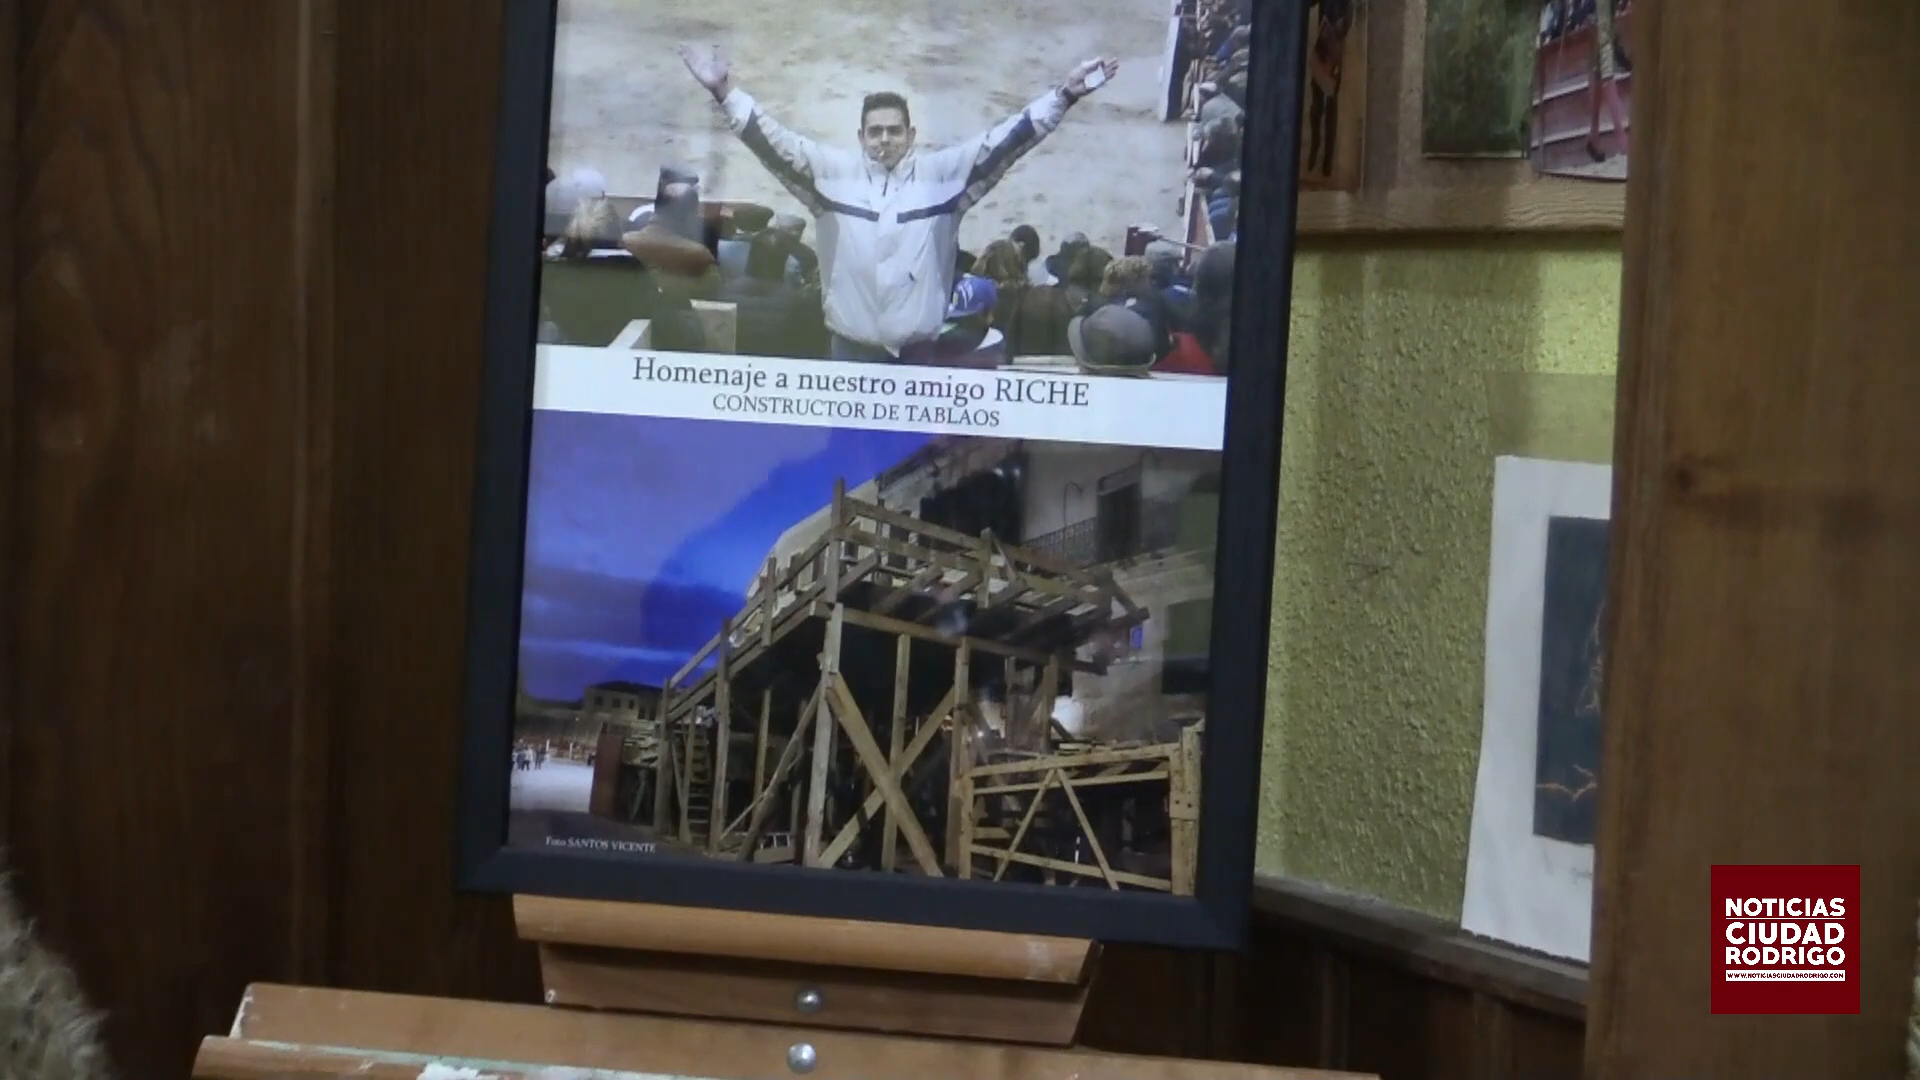 Homenaje a nuestro amigo RICHE
CONSTRUCTOR DE TABLAOS
Foto SANTOS VICENTE
NOTICIAS
CIUDAD
RODRIGO
WWW.NOTICIASCIUDADRODRIGO.COM